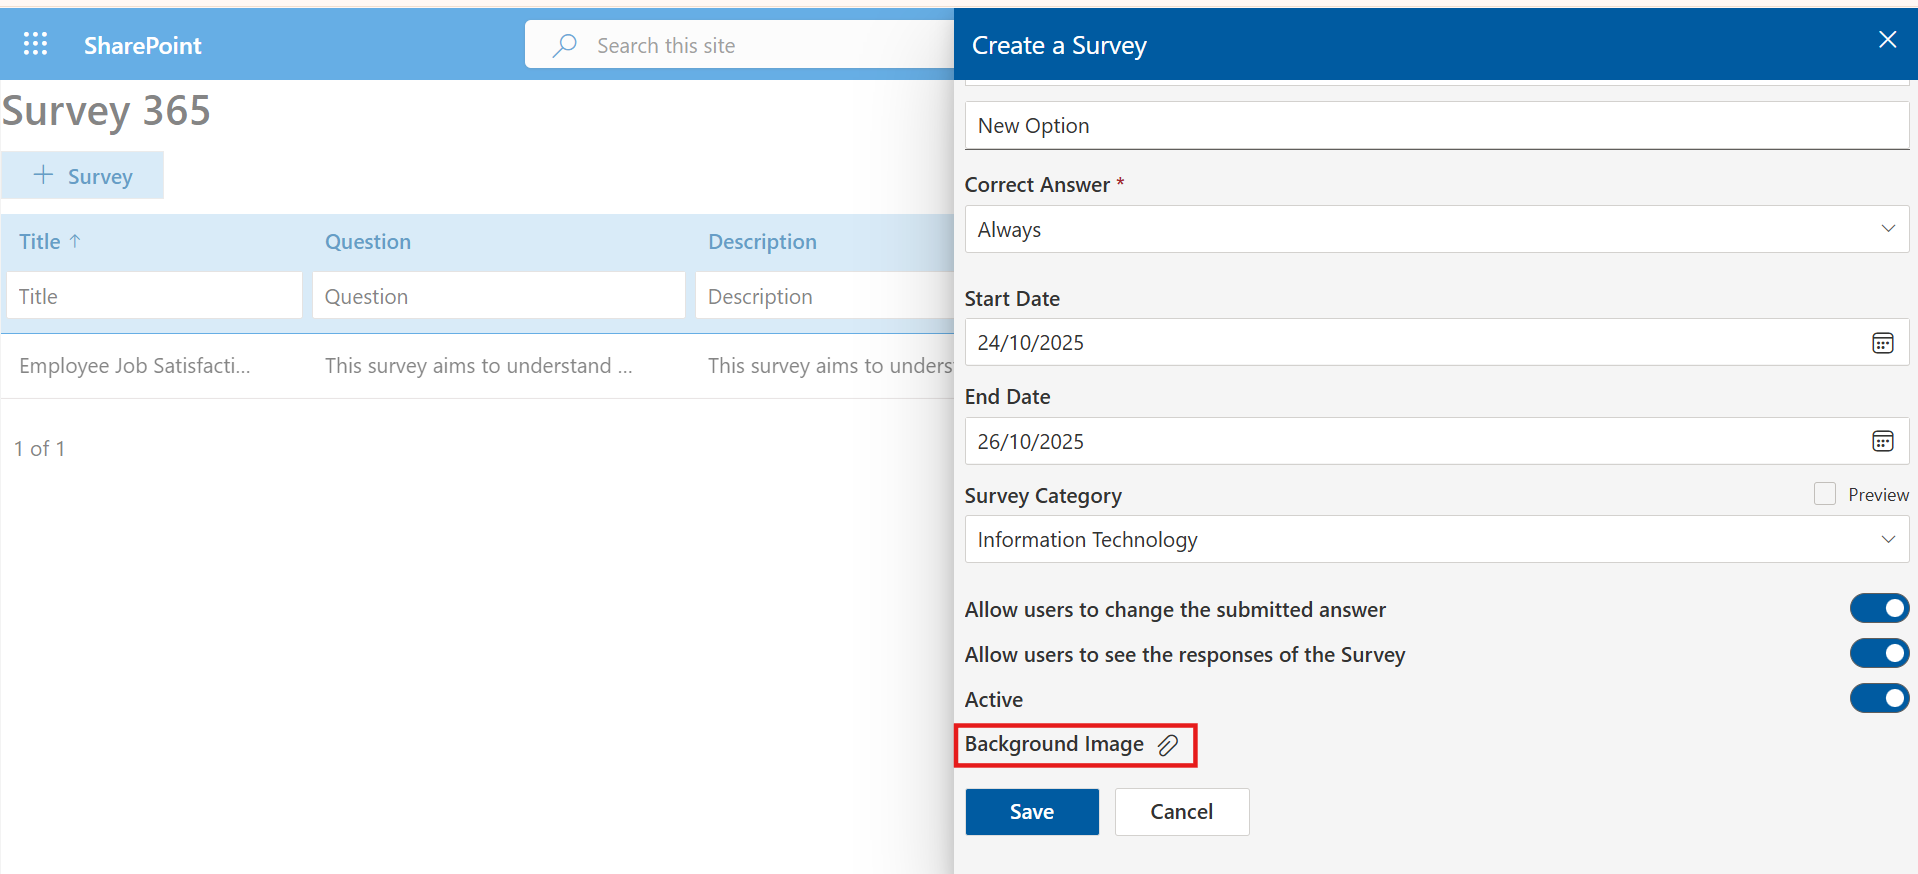 SharePoint
Search this site
Survey 365
+ Survey
Title ↑ Question Description
Title Question Description
Employee Job Satisfacti... This survey aims to understand ... This survey aims to unders
1 of 1
Create a Survey
New Option
Correct Answer *
Always
Start Date
24/10/2025
End Date
26/10/2025
Survey Category Preview
Information Technology
Allow users to change the submitted answer
Allow users to see the responses of the Survey
Active
Background Image
Save Cancel